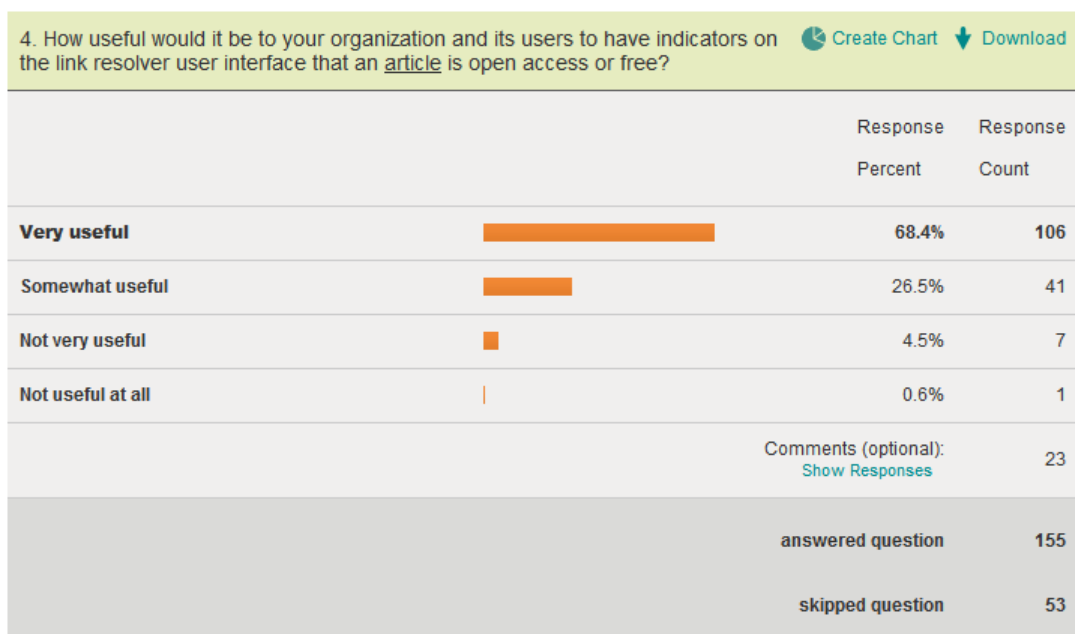 4. How useful would it be to your organization and its users to have indicators on
the link resolver user interface that an article is open access or free?
Create Chart Download
Response Response
Percent Count
Very useful 68.4% 106
Somewhat useful 26.5% 41
Not very useful 4.5% 7
Not useful at all 0.6% 1
Comments (optional):
Show Responses 23
answered question 155
skipped question 53